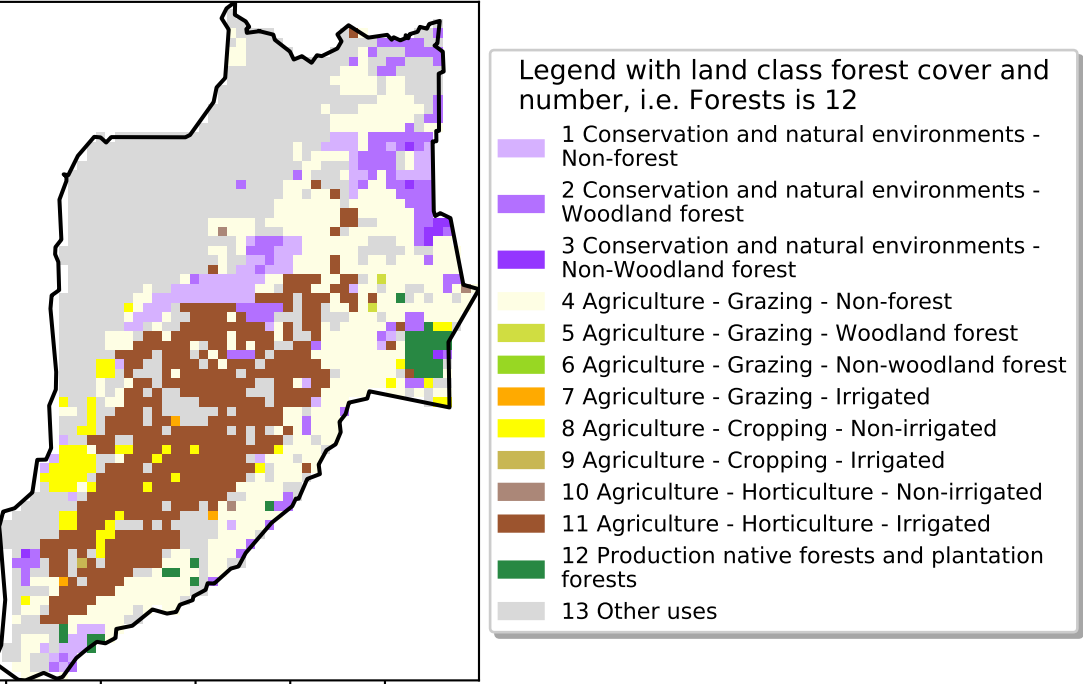 Legend with land class forest cover and
number, i.e. Forests is 12
1 Conservation and natural environments -
Non-forest
2 Conservation and natural environments -
Woodland forest
3 Conservation and natural environments -
Non-Woodland forest
4 Agriculture - Grazing - Non-forest
5 Agriculture - Grazing - Woodland forest
6 Agriculture - Grazing - Non-woodland forest
7 Agriculture - Grazing - Irrigated
8 Agriculture - Cropping - Non-irrigated
9 Agriculture - Cropping - Irrigated
10 Agriculture - Horticulture - Non-irrigated
11 Agriculture - Horticulture - Irrigated
12 Production native forests and plantation
forests
13 Other uses